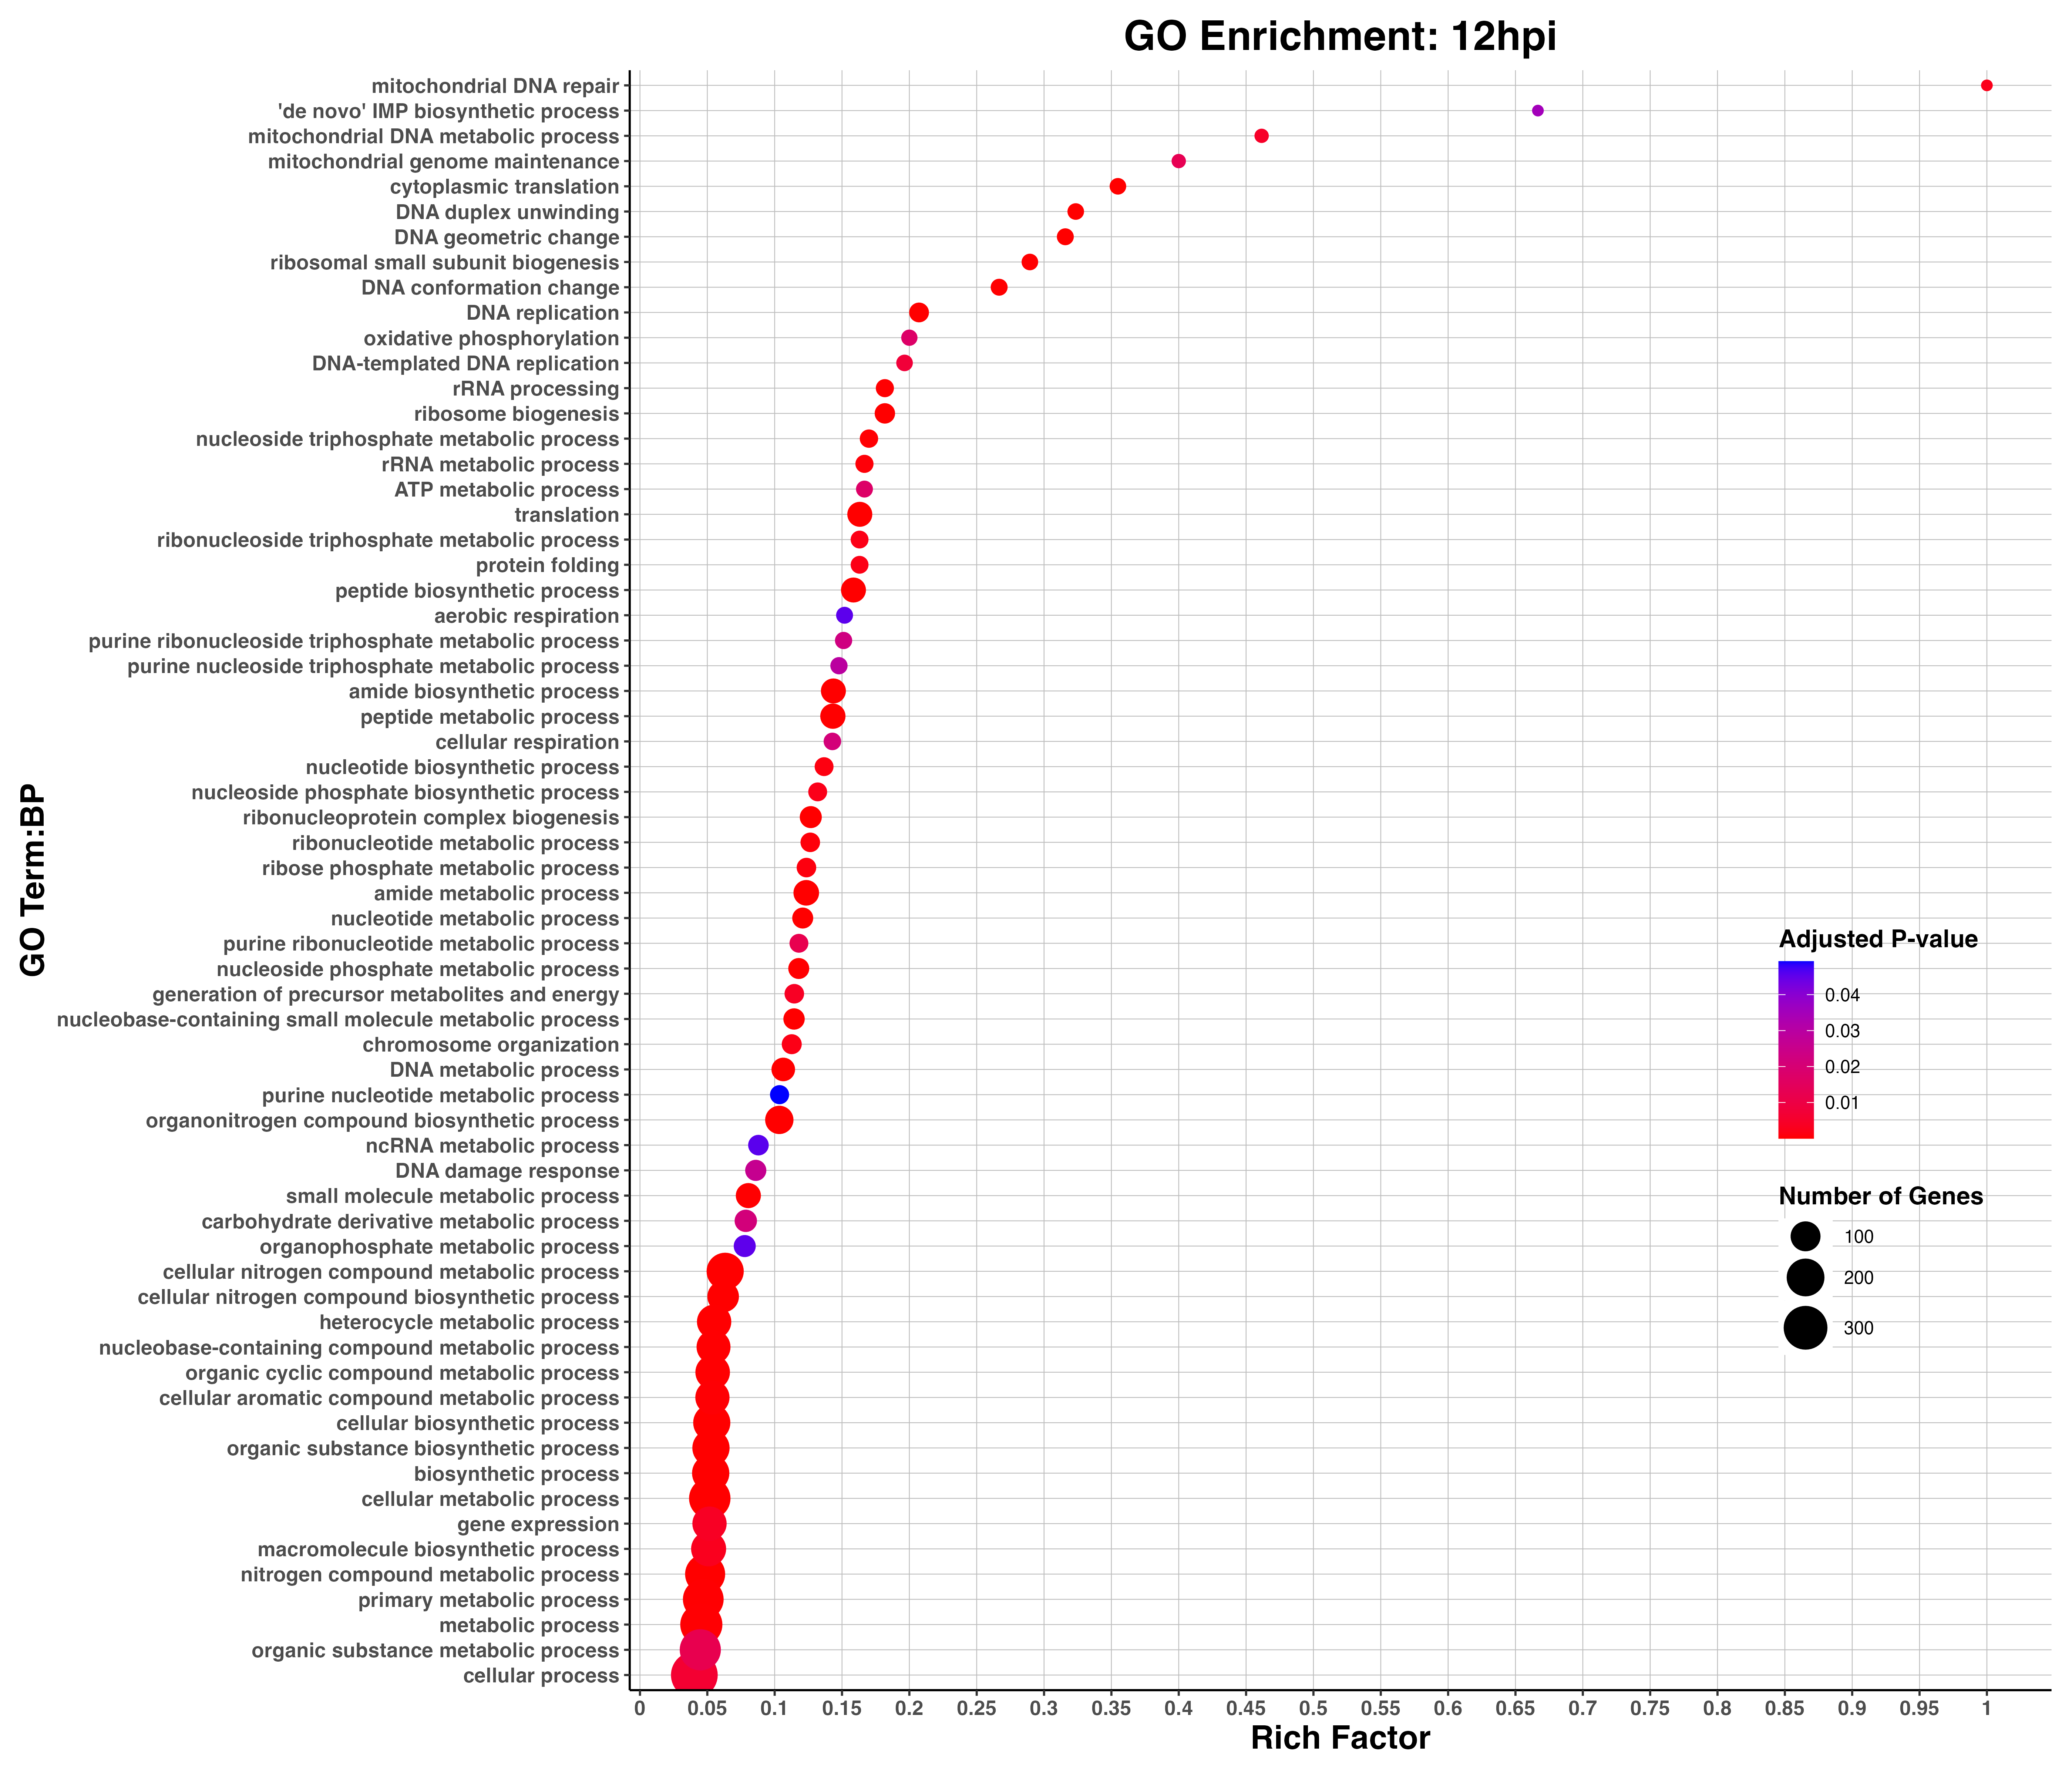 GO Enrichment: 12hpi
GO Term:BP
mitochondrial DNA repair
'de novo' IMP biosynthetic process
mitochondrial DNA metabolic process
mitochondrial genome maintenance
cytoplasmic translation
DNA duplex unwinding
DNA geometric change
ribosomal small subunit biogenesis
DNA conformation change
DNA replication
oxidative phosphorylation
DNA-templated DNA replication
rRNA processing
ribosome biogenesis
nucleoside triphosphate metabolic process
rRNA metabolic process
ATP metabolic process
translation
ribonucleoside triphosphate metabolic process
protein folding
peptide biosynthetic process
aerobic respiration
purine ribonucleoside triphosphate metabolic process
purine nucleoside triphosphate metabolic process
amide biosynthetic process
peptide metabolic process
cellular respiration
nucleotide biosynthetic process
nucleoside phosphate biosynthetic process
ribonucleoprotein complex biogenesis
ribonucleotide metabolic process
ribose phosphate metabolic process
amide metabolic process
nucleotide metabolic process
purine ribonucleotide metabolic process
nucleoside phosphate metabolic process
generation of precursor metabolites and energy
nucleobase-containing small molecule metabolic process
chromosome organization
DNA metabolic process
purine nucleotide metabolic process
organonitrogen compound biosynthetic process
ncRNA metabolic process
DNA damage response
small molecule metabolic process
carbohydrate derivative metabolic process
organophosphate metabolic process
cellular nitrogen compound metabolic process
cellular nitrogen compound biosynthetic process
heterocycle metabolic process
nucleobase-containing compound metabolic process
organic cyclic compound metabolic process
cellular aromatic compound metabolic process
cellular biosynthetic process
organic substance biosynthetic process
biosynthetic process
cellular metabolic process
gene expression
macromolecule biosynthetic process
nitrogen compound metabolic process
primary metabolic process
metabolic process
organic substance metabolic process
cellular process
Adjusted P-value
0.04
0.03
0.02
0.01
Number of Genes
100
200
300
0 0.05 0.1 0.15 0.2 0.25 0.3 0.35 0.4 0.45 0.5 0.55 0.6 0.65 0.7 0.75 0.8 0.85 0.9 0.95 1
Rich Factor